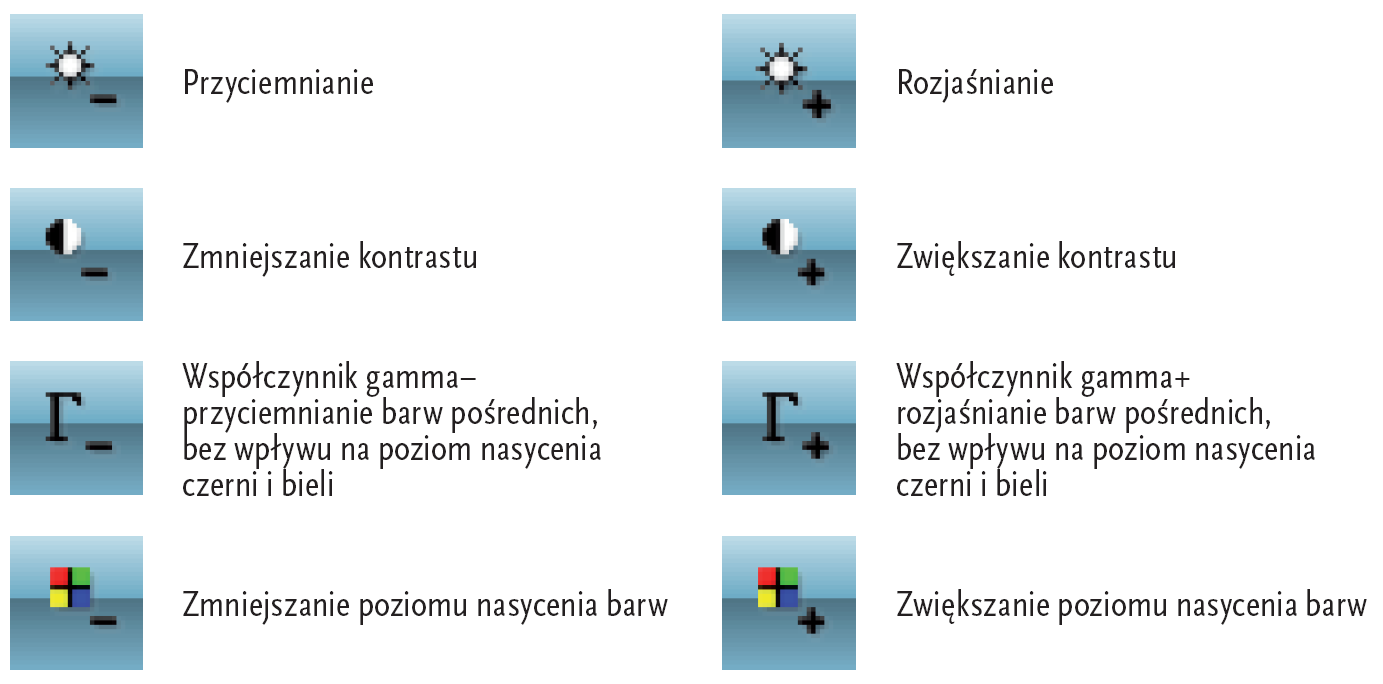 Przyciemnianie
Rozjaśnianie
Zmniejszanie kontrastu
Zwiększanie kontrastu
Współczynnik gamma–
przyciemnianie barw pośrednich,
bez wpływu na poziom nasycenia
czerni i bieli
Współczynnik gamma+
rozjaśnianie barw pośrednich,
bez wpływu na poziom nasycenia
czerni i bieli
Zmniejszanie poziomu nasycenia barw
Zwiększanie poziomu nasycenia barw